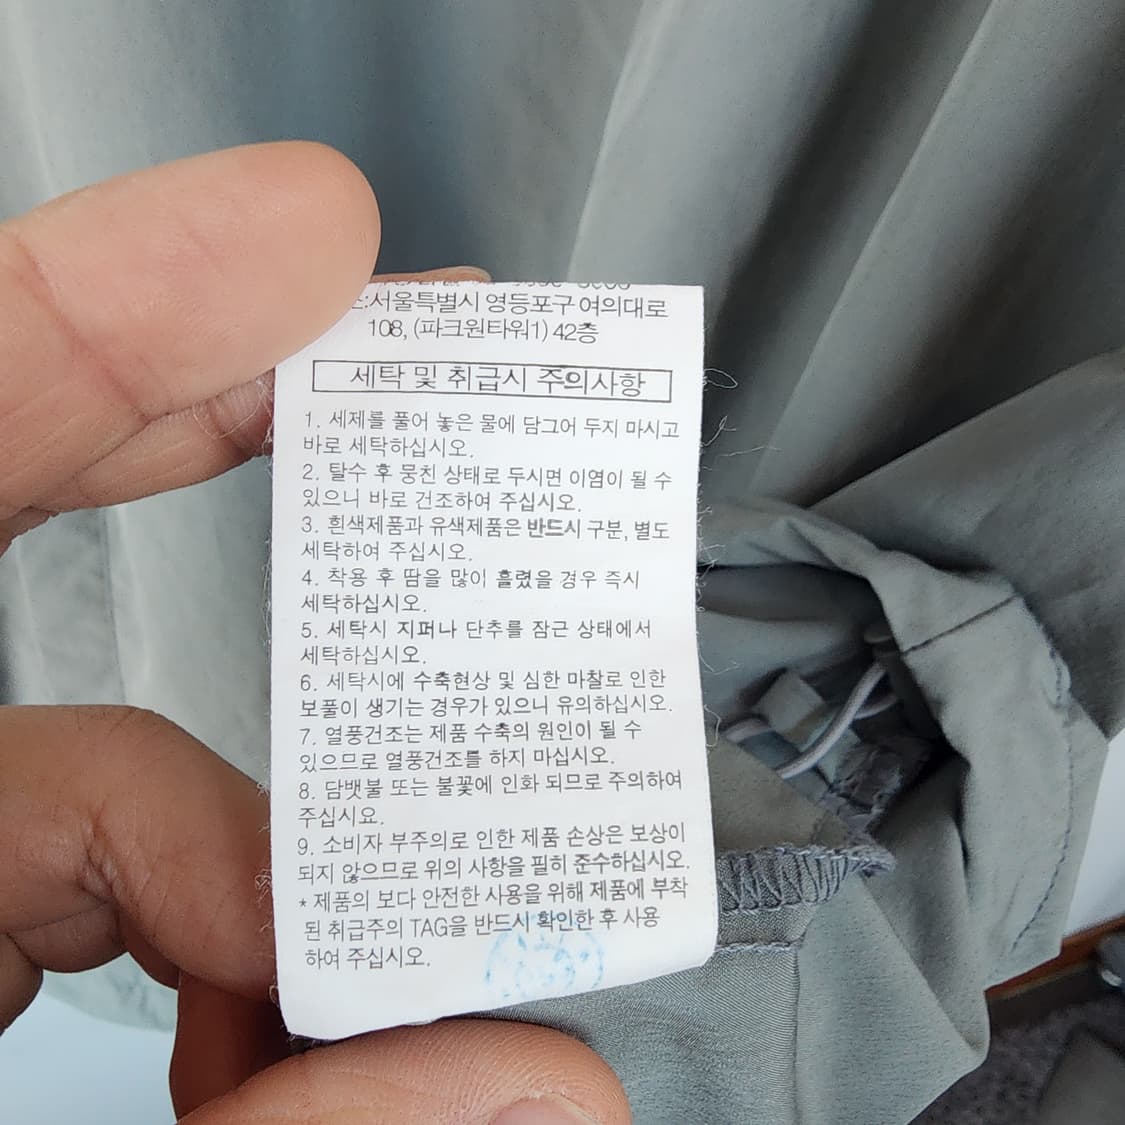 :서울특별시 영등포구 여의대로
108, (파크원타워1) 42층
세탁 및 취급시 주의사항
1. 세제를 풀어 놓은 물에 담그어 두지 마시고
바로 세탁하십시오.
2. 탈수 후 뭉친 상태로 두시면 이염이 될 수
있으니 바로 건조하여 주십시오.
3. 흰색제품과 유색제품은 반드시 구분, 별도
세탁하여 주십시오.
4. 착용 후 땀을 많이 흘렸을 경우 즉시
세탁하십시오.
5. 세탁시 지퍼나 단추를 잠근 상태에서
세탁하십시오.
6. 세탁시에 수축현상 및 심한 마찰로 인한
보풀이 생기는 경우가 있으니 유의하십시오.
7. 열풍건조는 제품 수축의 원인이 될 수
있으므로 열풍건조를 하지 마십시오.
8. 담뱃불 또는 불꽃에 인화 되므로 주의하여
주십시요.
9. 소비자 부주의로 인한 제품 손상은 보상이
되지 않으므로 위의 사항을 필히 준수하십시오.
* 제품의 보다 안전한 사용을 위해 제품에 부착
된 취급주의 TAG을 반드시 확인한 후 사용
하여 주십시오.